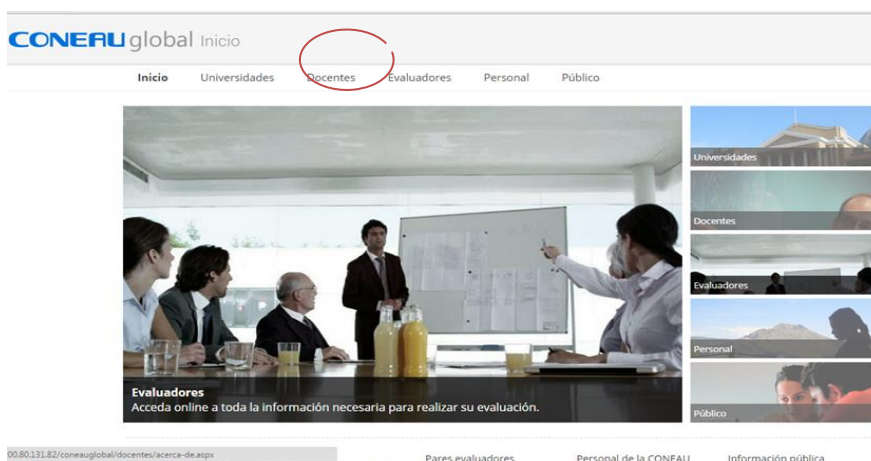 CONEAU global Inicio
Inicio Universidades Docentes Evaluadores Personal Público
Universidades
Docentes
Evaluadores
Personal
Público
Evaluadores
Acceda online a toda la información necesaria para realizar su evaluación.
00.80.131.82/coneauglobal/docentes/acerca-de.aspx
Pares evaluadores Personal de la CONEAU Información pública